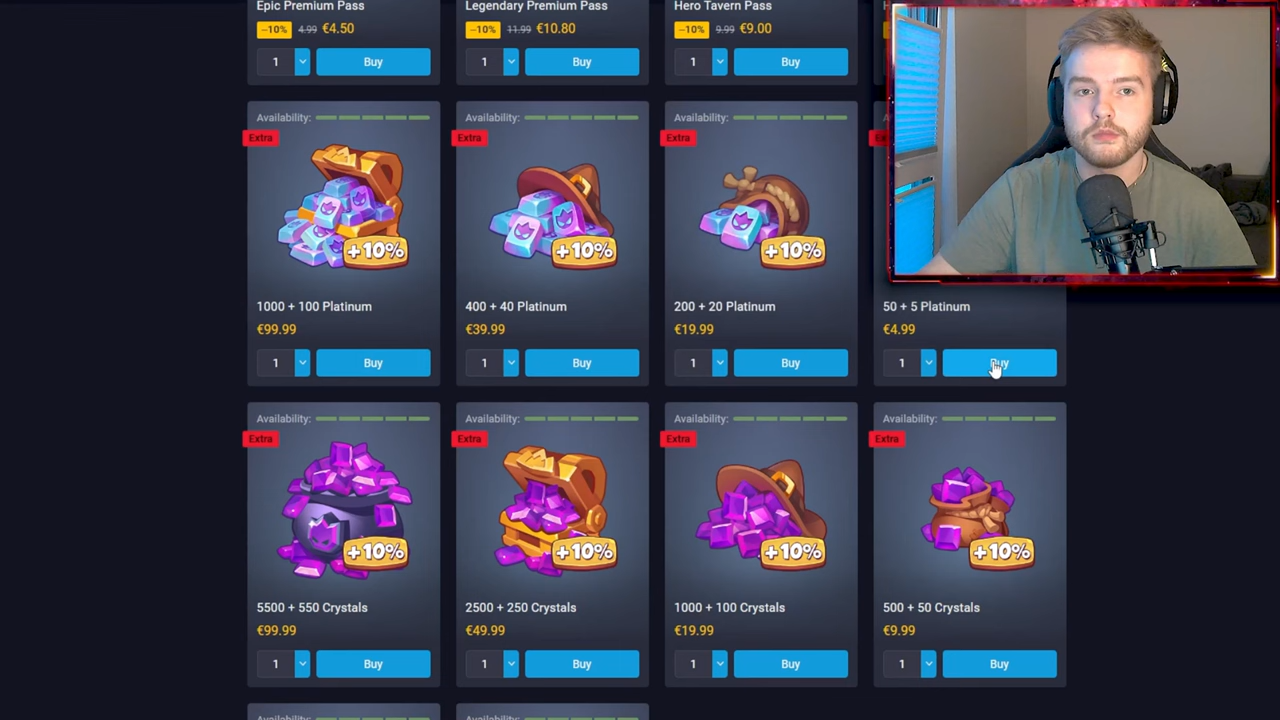 Epic Premium Pass
-10% 4.99 €4.50
1 Buy
Legendary Premium Pass
-10% 11.99 €10.80
1 Buy
Hero Tavern Pass
-10% 9.99 €9.00
1 Buy
Availability:
Extra
+10%
1000 + 100 Platinum
€99.99
1 Buy
Availability:
Extra
+10%
400 + 40 Platinum
€39.99
1 Buy
Availability:
Extra
+10%
200 + 20 Platinum
€19.99
1 Buy
50 + 5 Platinum
€4.99
1 Buy
Availability:
Extra
+10%
5500 + 550 Crystals
€99.99
1 Buy
Availability:
Extra
+10%
2500 + 250 Crystals
€49.99
1 Buy
Availability:
Extra
+10%
1000 + 100 Crystals
€19.99
1 Buy
Availability:
Extra
+10%
500 + 50 Crystals
€9.99
1 Buy
Availability:
Availability: